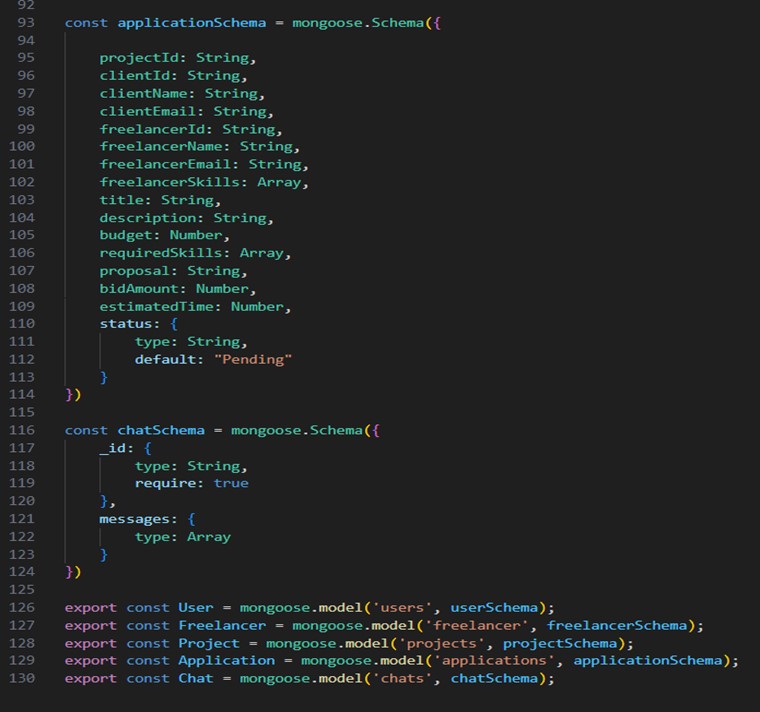 92
93 const applicationSchema = mongoose.Schema({
94
95     projectId: String,
96     clientId: String,
97     clientName: String,
98     clientEmail: String,
99     freelancerId: String,
100     freelancerName: String,
101     freelancerEmail: String,
102     freelancerSkills: Array,
103     title: String,
104     description: String,
105     budget: Number,
106     requiredSkills: Array,
107     proposal: String,
108     bidAmount: Number,
109     estimatedTime: Number,
110     status: {
111         type: String,
112         default: "Pending"
113     }
114 })
115
116 const chatSchema = mongoose.Schema({
117     _id: {
118         type: String,
119         require: true
120     },
121     messages: {
122         type: Array
123     }
124 })
125
126 export const User = mongoose.model('users', userSchema);
127 export const Freelancer = mongoose.model('freelancer', freelancerSchema);
128 export const Project = mongoose.model('projects', projectSchema);
129 export const Application = mongoose.model('applications', applicationSchema);
130 export const Chat = mongoose.model('chats', chatSchema);